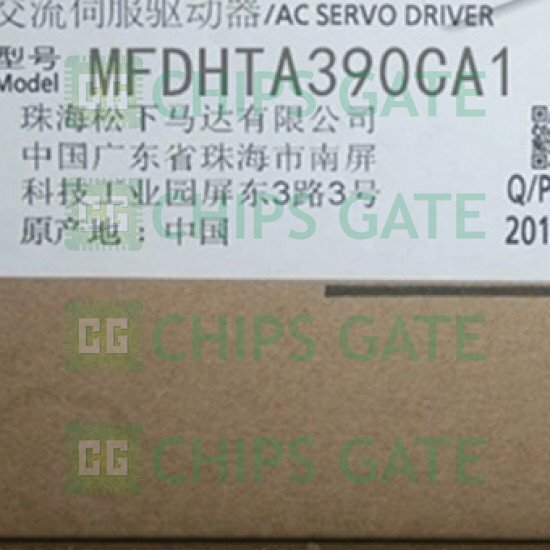 交流伺服驱动器/AC SERVO DRIVER
型号
Model MFDHTA390CA1
珠海松下马达有限公司
中国广东省珠海市南屏
科技工业园屏东3路3号
Q/P
原产地：中国
201
CG CHIPS GATE
CG CHIPS GATE
CG CHIPS GATE
CG CHIPS GATE